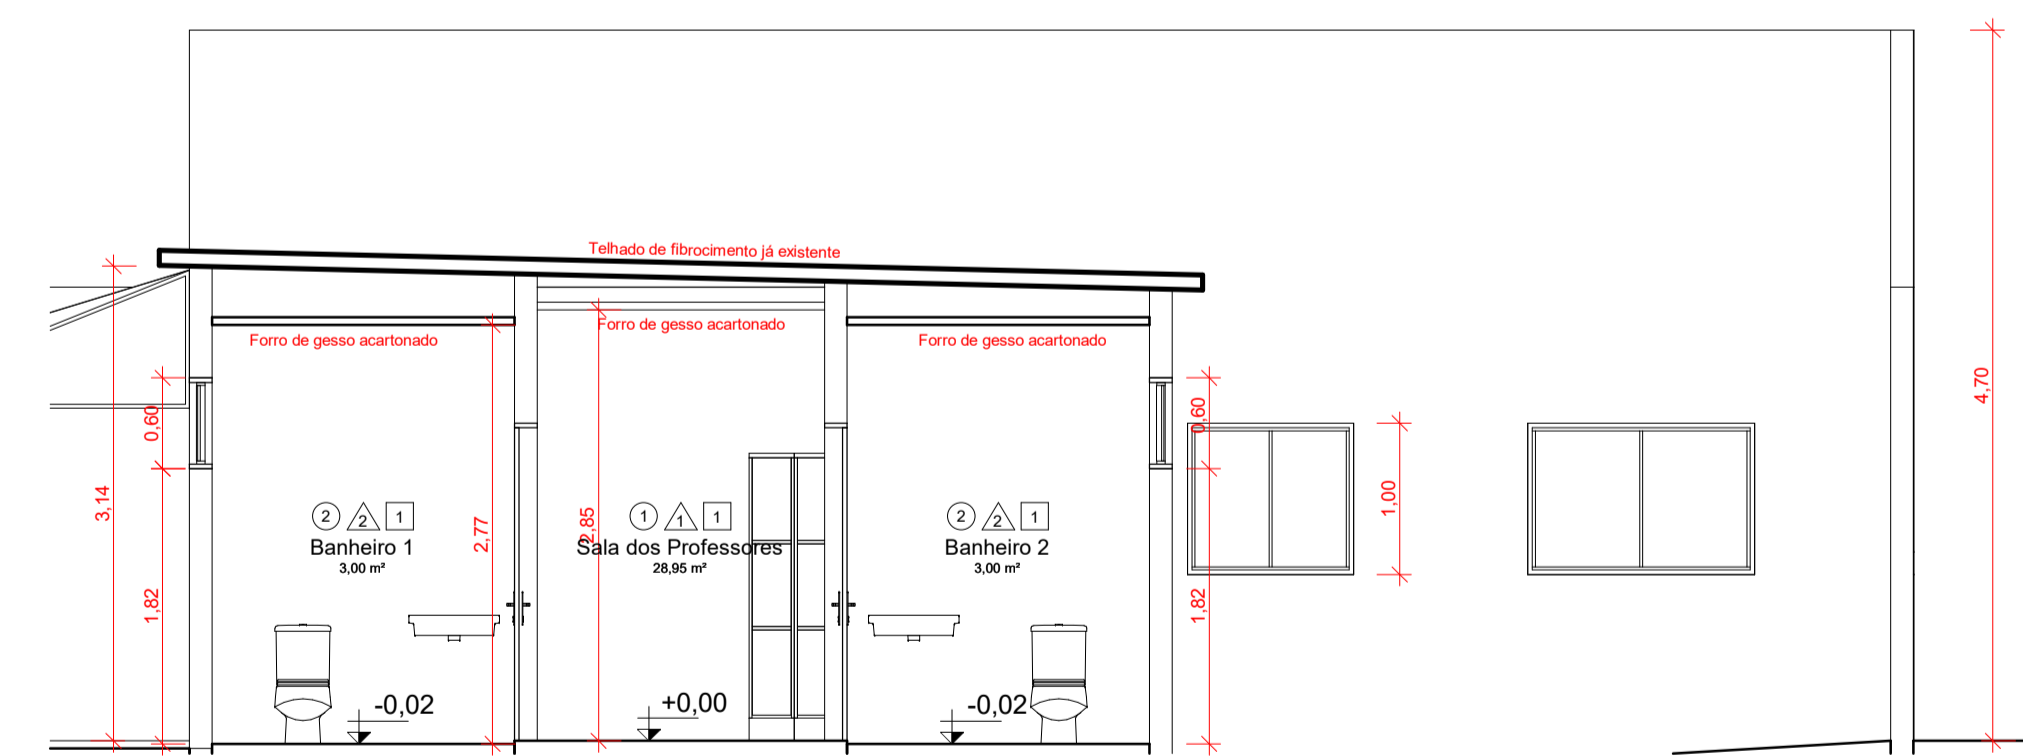 Telhado de fibrocimento já existente
Forro de gesso acartonado
Forro de gesso acartonado
Forro de gesso acartonado
4,70
0,60
0,60
3,14
1,00
2,77
2,85
2 2 1
Banheiro 1
3,00 m²
1 1 1
Sala dos Professores
28,95 m²
2 2 1
Banheiro 2
3,00 m²
1,82
1,82
-0,02
+0,00
-0,02